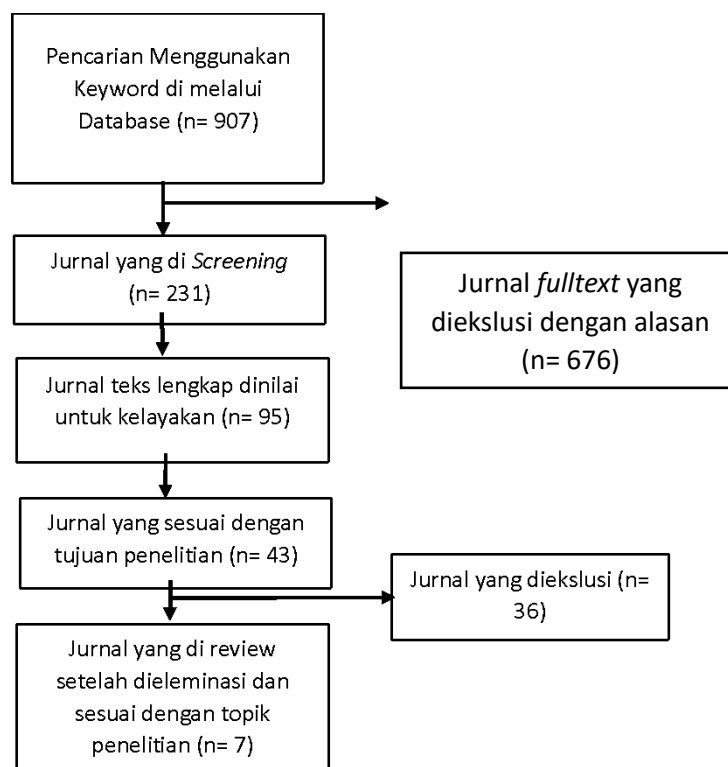 Pencarian Menggunakan
Keyword di melalui
Database (n= 907)
Jurnal yang di Screening
(n= 231)
Jurnal fulltext yang
diekslusi dengan alasan
(n= 676)
Jurnal teks lengkap dinilai
untuk kelayakan (n= 95)
Jurnal yang sesuai dengan
tujuan penelitian (n= 43)
Jurnal yang diekslusi (n=
36)
Jurnal yang di review
setelah dieleminasi dan
sesuai dengan topik
penelitian (n= 7)